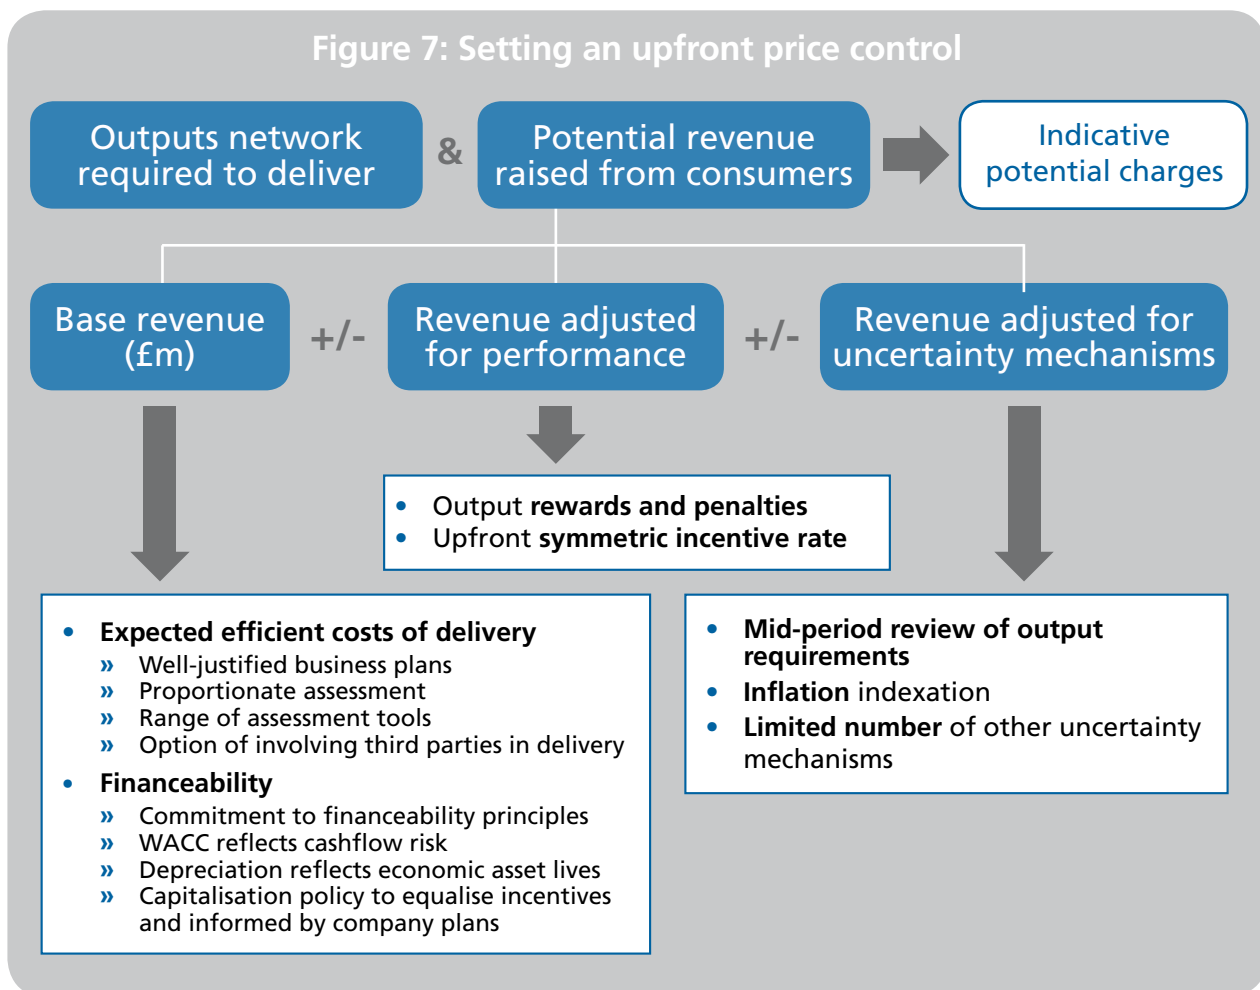 Figure 7: Setting an upfront price control
Outputs network
required to deliver
&
Potential revenue
raised from consumers
Indicative
potential charges
Base revenue
(£m)
+/-
Revenue adjusted
for performance
+/-
Revenue adjusted for
uncertainty mechanisms
• Output rewards and penalties
• Upfront symmetric incentive rate
• Expected efficient costs of delivery
» Well-justified business plans
» Proportionate assessment
» Range of assessment tools
» Option of involving third parties in delivery
• Financeability
» Commitment to financeability principles
» WACC reflects cashflow risk
» Depreciation reflects economic asset lives
» Capitalisation policy to equalise incentives
and informed by company plans
• Mid-period review of output
requirements
• Inflation indexation
• Limited number of other uncertainty
mechanisms